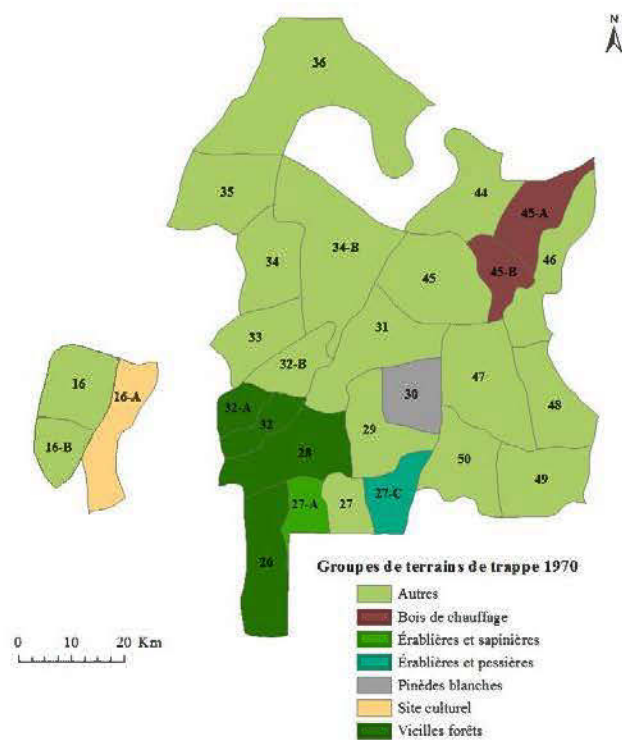 N
36
35
44
45-A
34-B
34
45
45-B
46
33
31
32-B
16
16-A
30
47
48
32-A
32
29
16-B
28
50
49
27-A
27
27-C
26
Groupes de terrains de trappe 1970
Autres
Bois de chauffage
Érablières et sapinières
Érablières et pessières
Pinèdes blanches
Site culturel
Vieilles forêts
20 Km
0 10 20